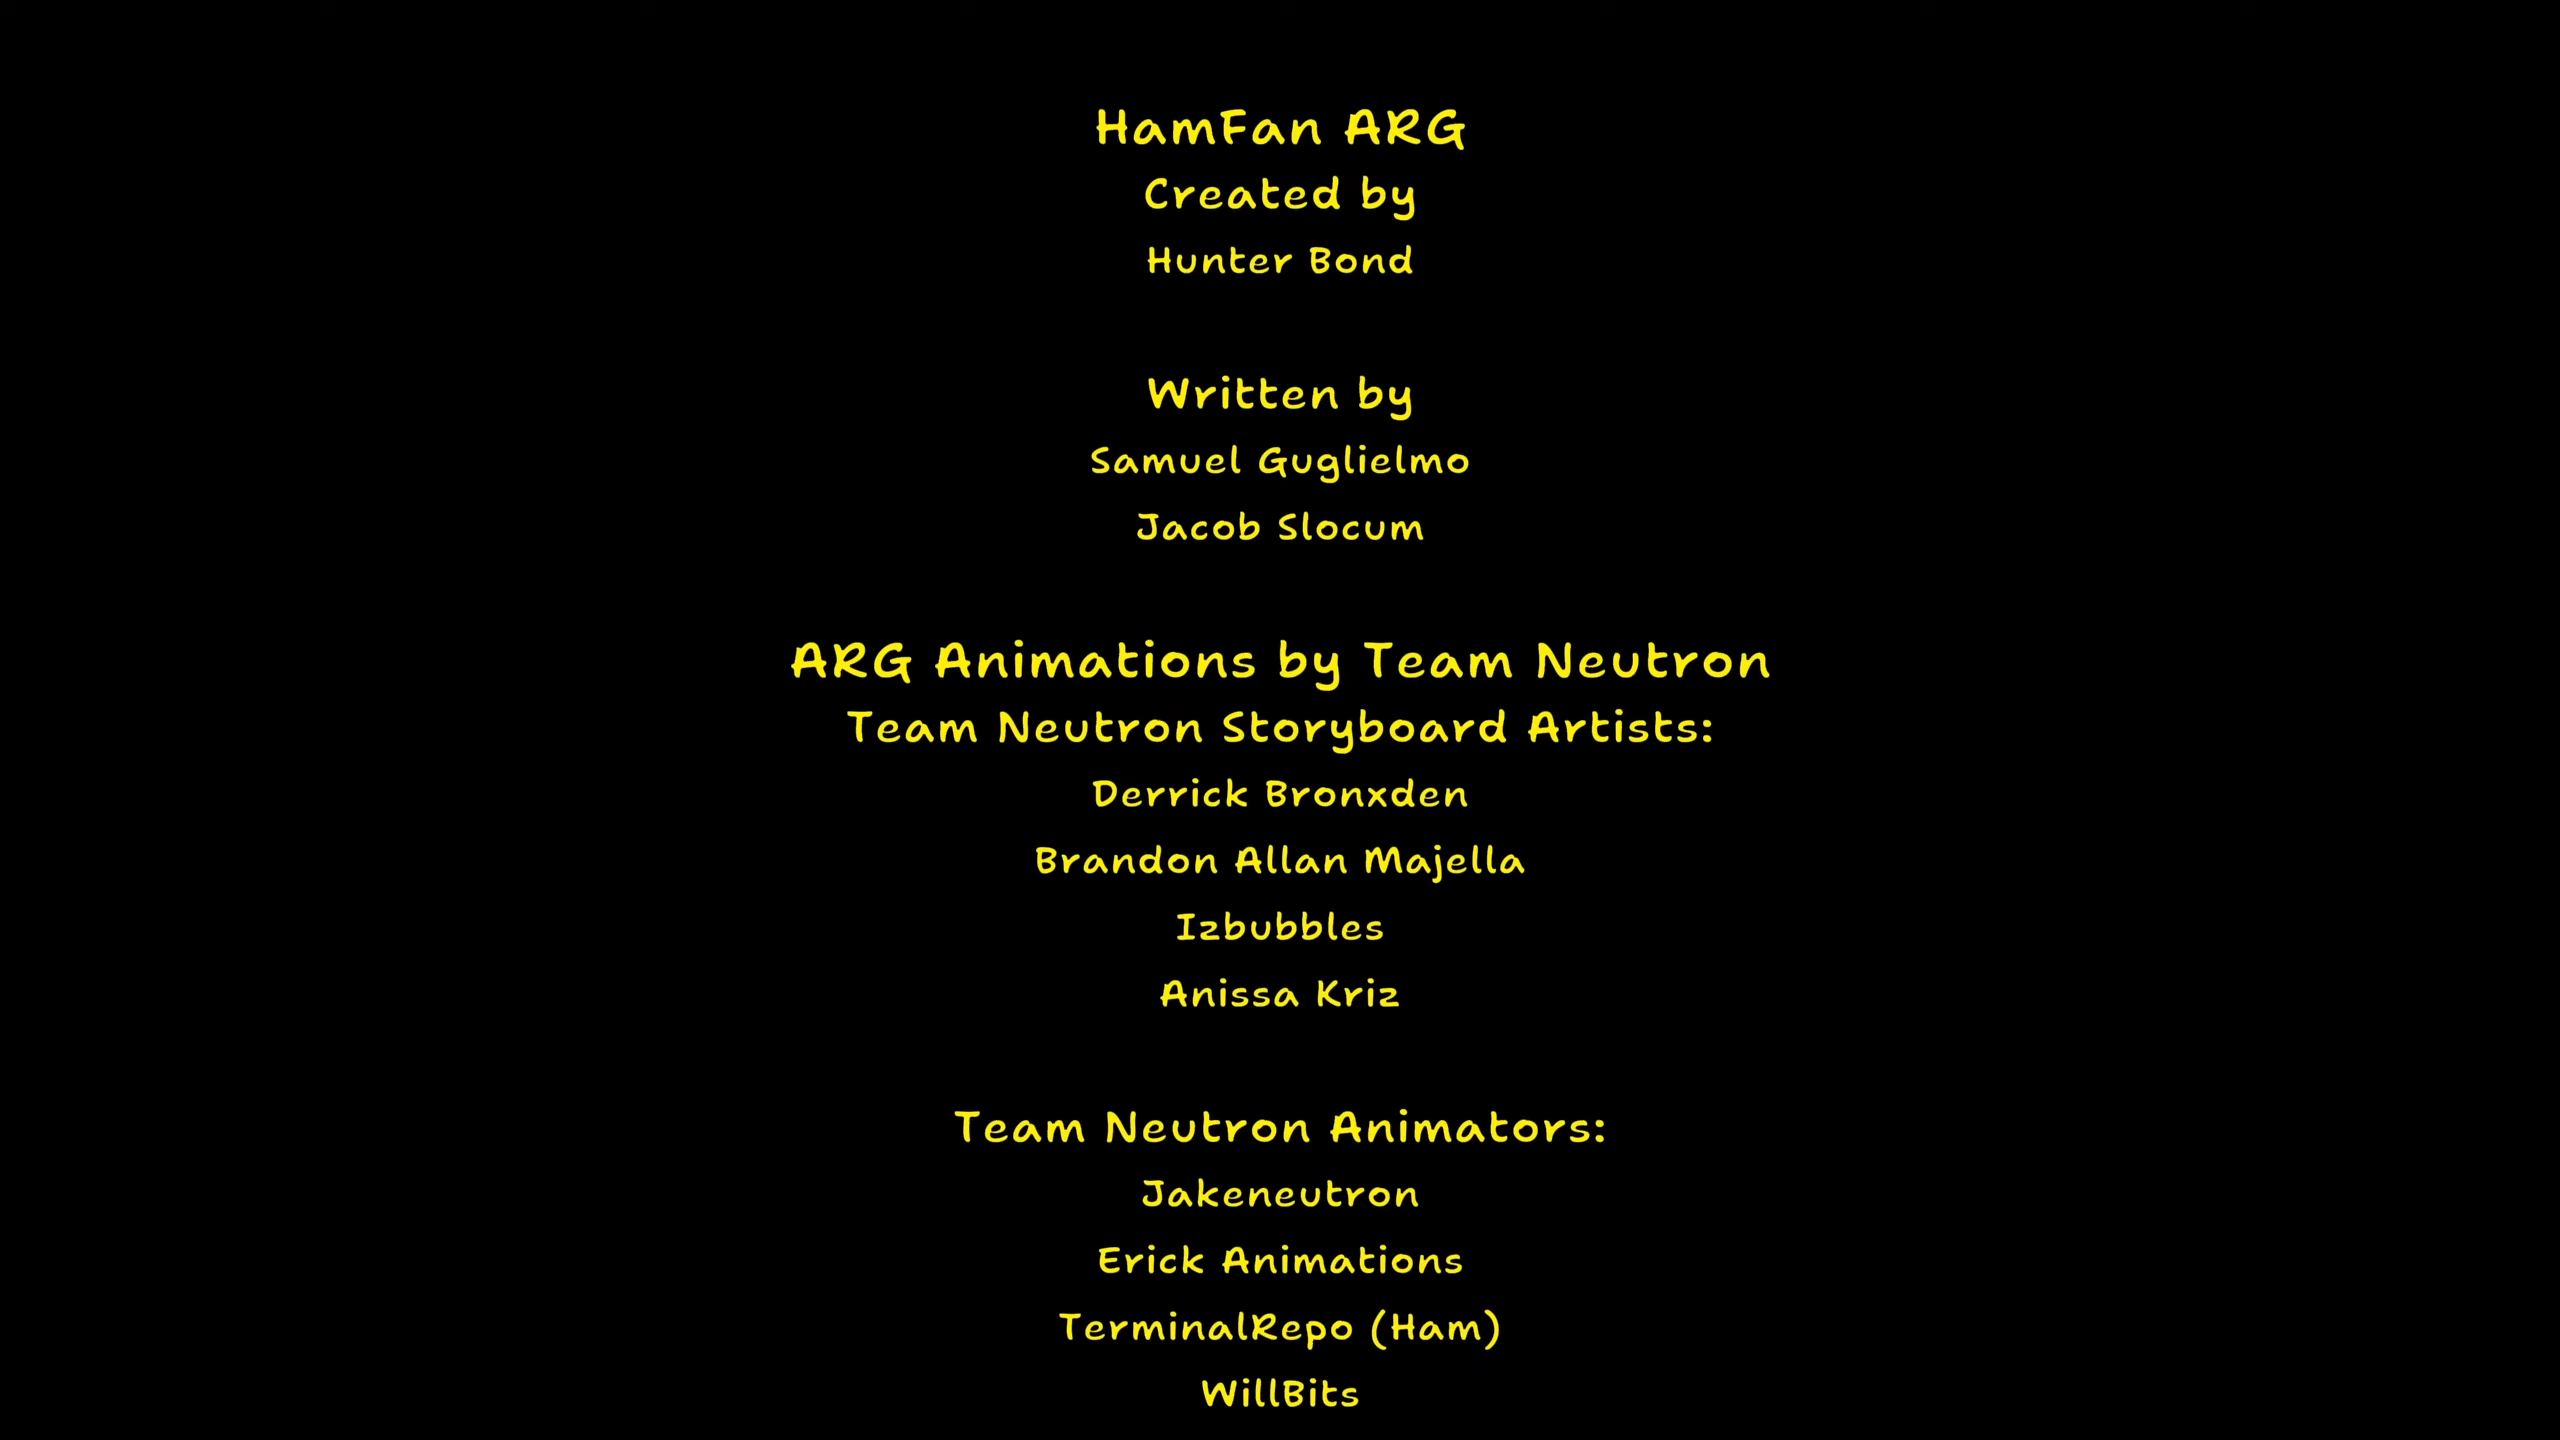 HamFan ARG
Created by
Hunter Bond
Written by
Samuel Guglielmo
Jacob Slocum
ARG Animations by Team Neutron
Team Neutron Storyboard Artists:
Derrick Bronxden
Brandon Allan Majella
Izbubbles
Anissa Kriz
Team Neutron Animators:
Jakeneutron
Erick Animations
TerminalRepo (Ham)
WillBits